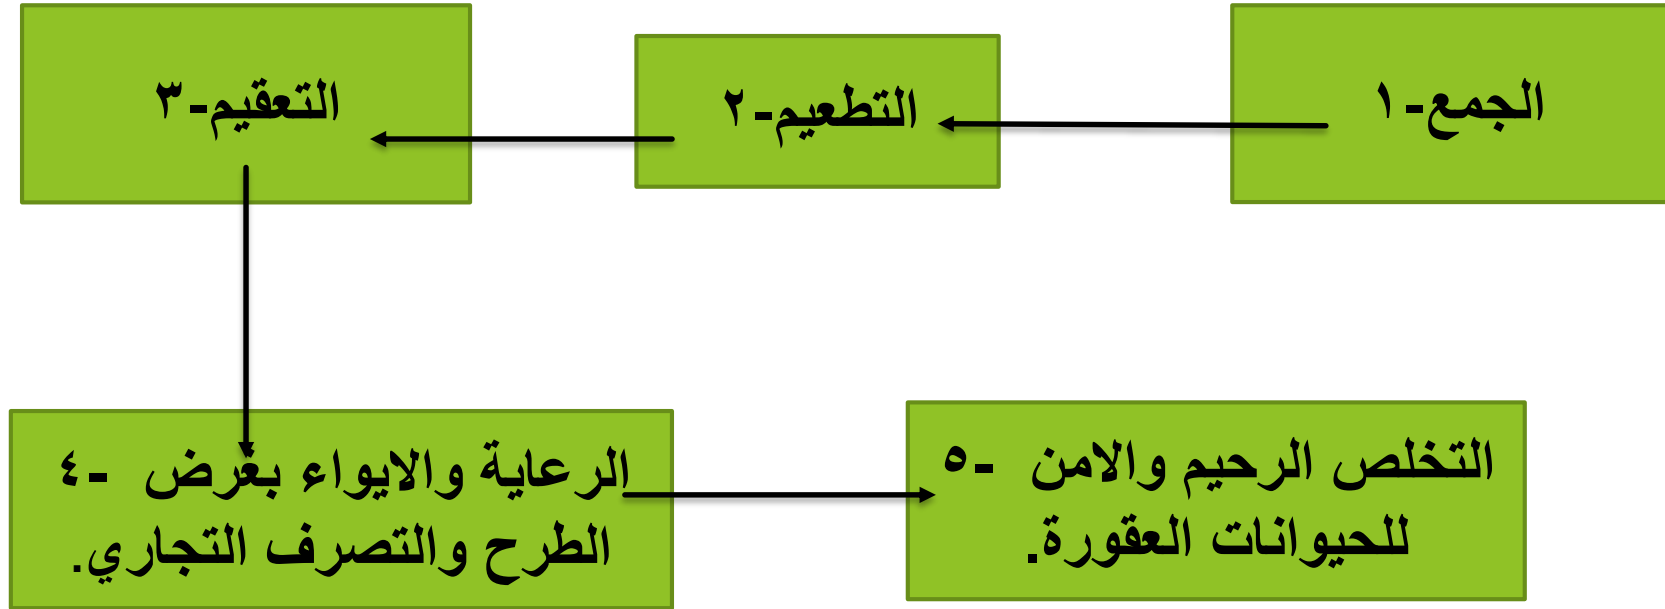 الجمع-١
التطعيم-٢
التعقيم-٣
الرعاية والايواء بغرض -٤
الطرح والتصرف التجاري.
التخلص الرحيم والامن -٥
للحيوانات العقورة.